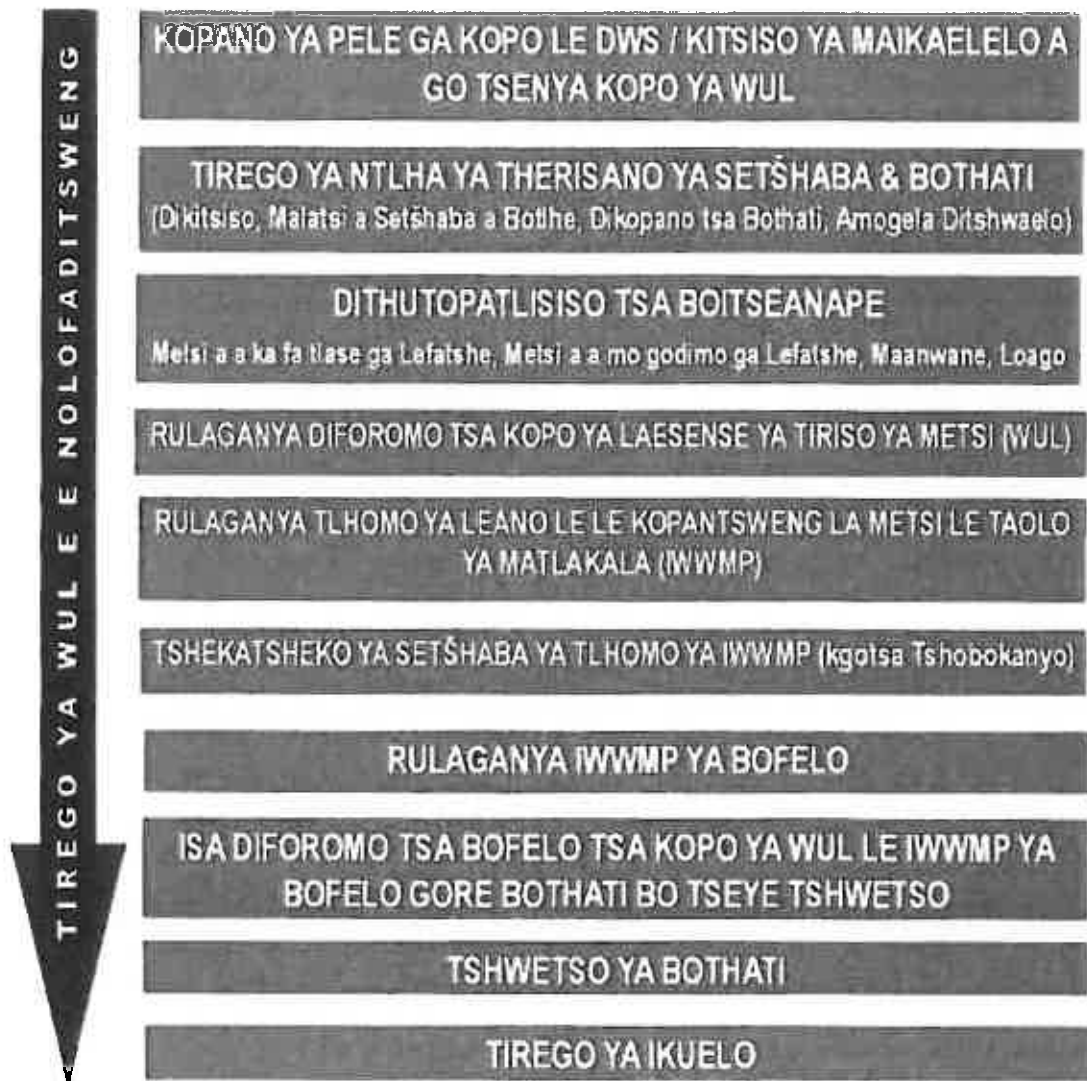 TIREGO YA WUL E E NOLOFADITSWENG
KOPANO YA PELE GA KOPO LE DWS / KITSISO YA MAIKAELELO A
GO TSENYA KOPO YA WUL
TIREGO YA NTLHA YA THERISANO YA SETŠHABA & BOTHATI
(Dikitsiso, Malatsi a Setšhaba a Botlhe, Dikopano tsa Bothati, Amogela Ditshwaelo)
DITHUTOPATLISISO TSA BOITSEANAPE
Metsi a a ka fa tlase ga Lefatshe, Metsi a a mo godimo ga Lefatshe, Maanwane, Loago
RULAGANYA DIFOROMO TSA KOPO YA LAESENSE YA TIRISO YA METSI (WUL)
RULAGANYA TLHOMO YA LEANO LE LE KOPANTSWENG LA METSI LE TAOLO
YA MATLAKALA (IWWMP)
TSHEKATSHEKO YA SETŠHABA YA TLHOMO YA IWWMP (kgotsa Tshobokanyo)
RULAGANYA IWWMP YA BOFELO
ISA DIFOROMO TSA BOFELO TSA KOPO YA WUL LE IWWMP YA
BOFELO GORE BOTHATI BO TSEYE TSHWETSO
TSHWETSO YA BOTHATI
TIREGO YA IKUELO